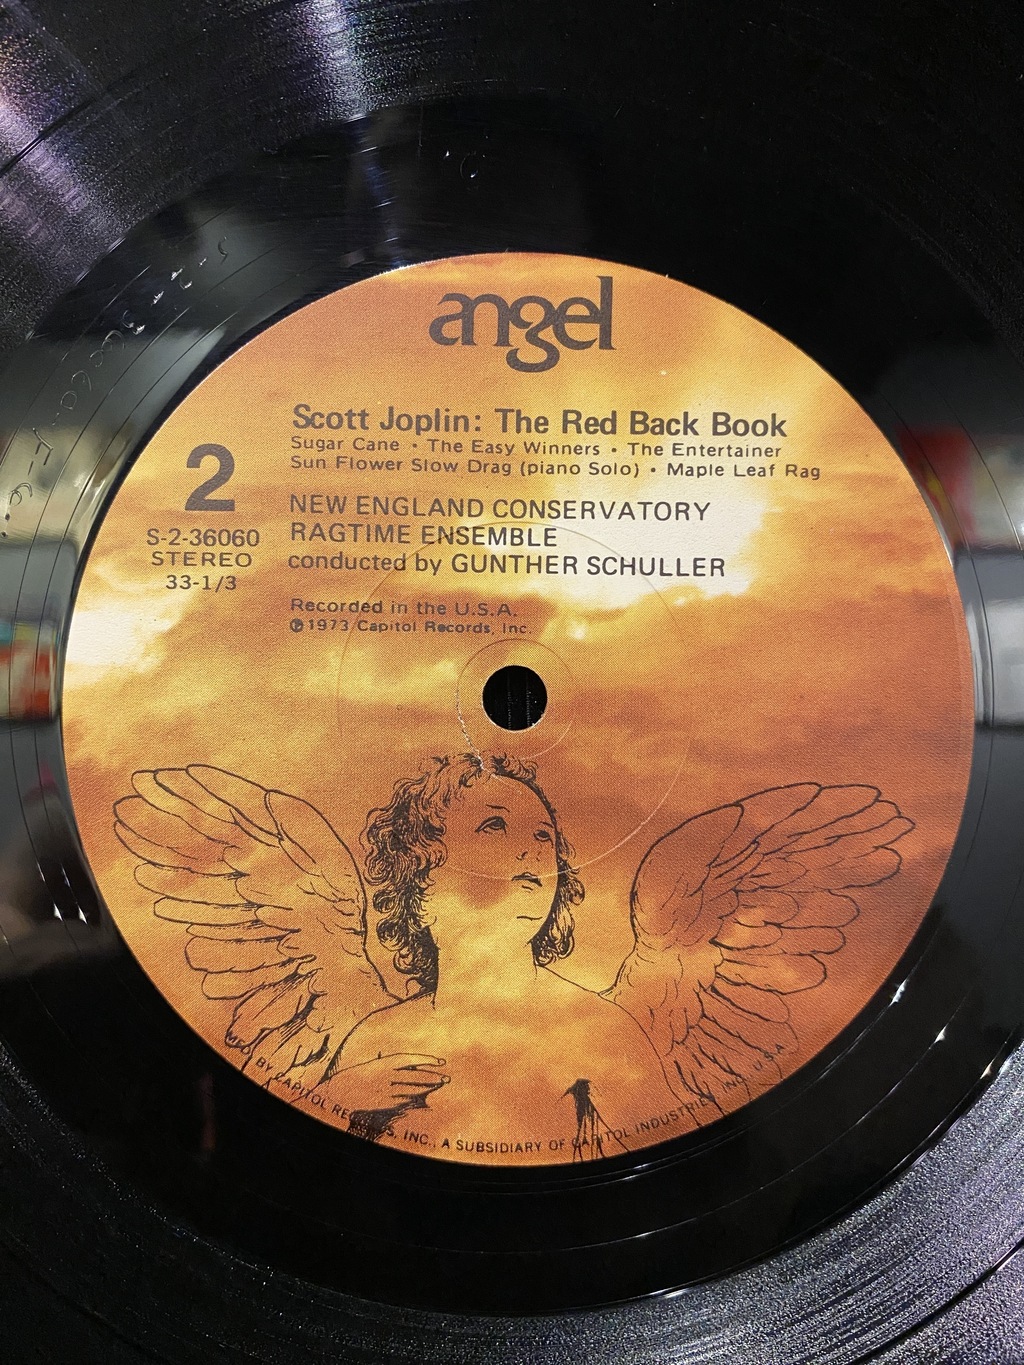 angel
Scott Joplin: The Red Back Book
Sugar Cane • The Easy Winners • The Entertainer
Sun Flower Slow Drag (piano Solo) • Maple Leaf Rag
2
S-2-36060
STEREO
33-1/3
NEW ENGLAND CONSERVATORY
RAGTIME ENSEMBLE
conducted by GUNTHER SCHULLER
Recorded in the U.S.A.
℗1973 Capitol Records, Inc.
MFD. BY CAPITOL RECORDS, INC., A SUBSIDIARY OF CAPITOL INDUSTRIES, INC. U.S.A.